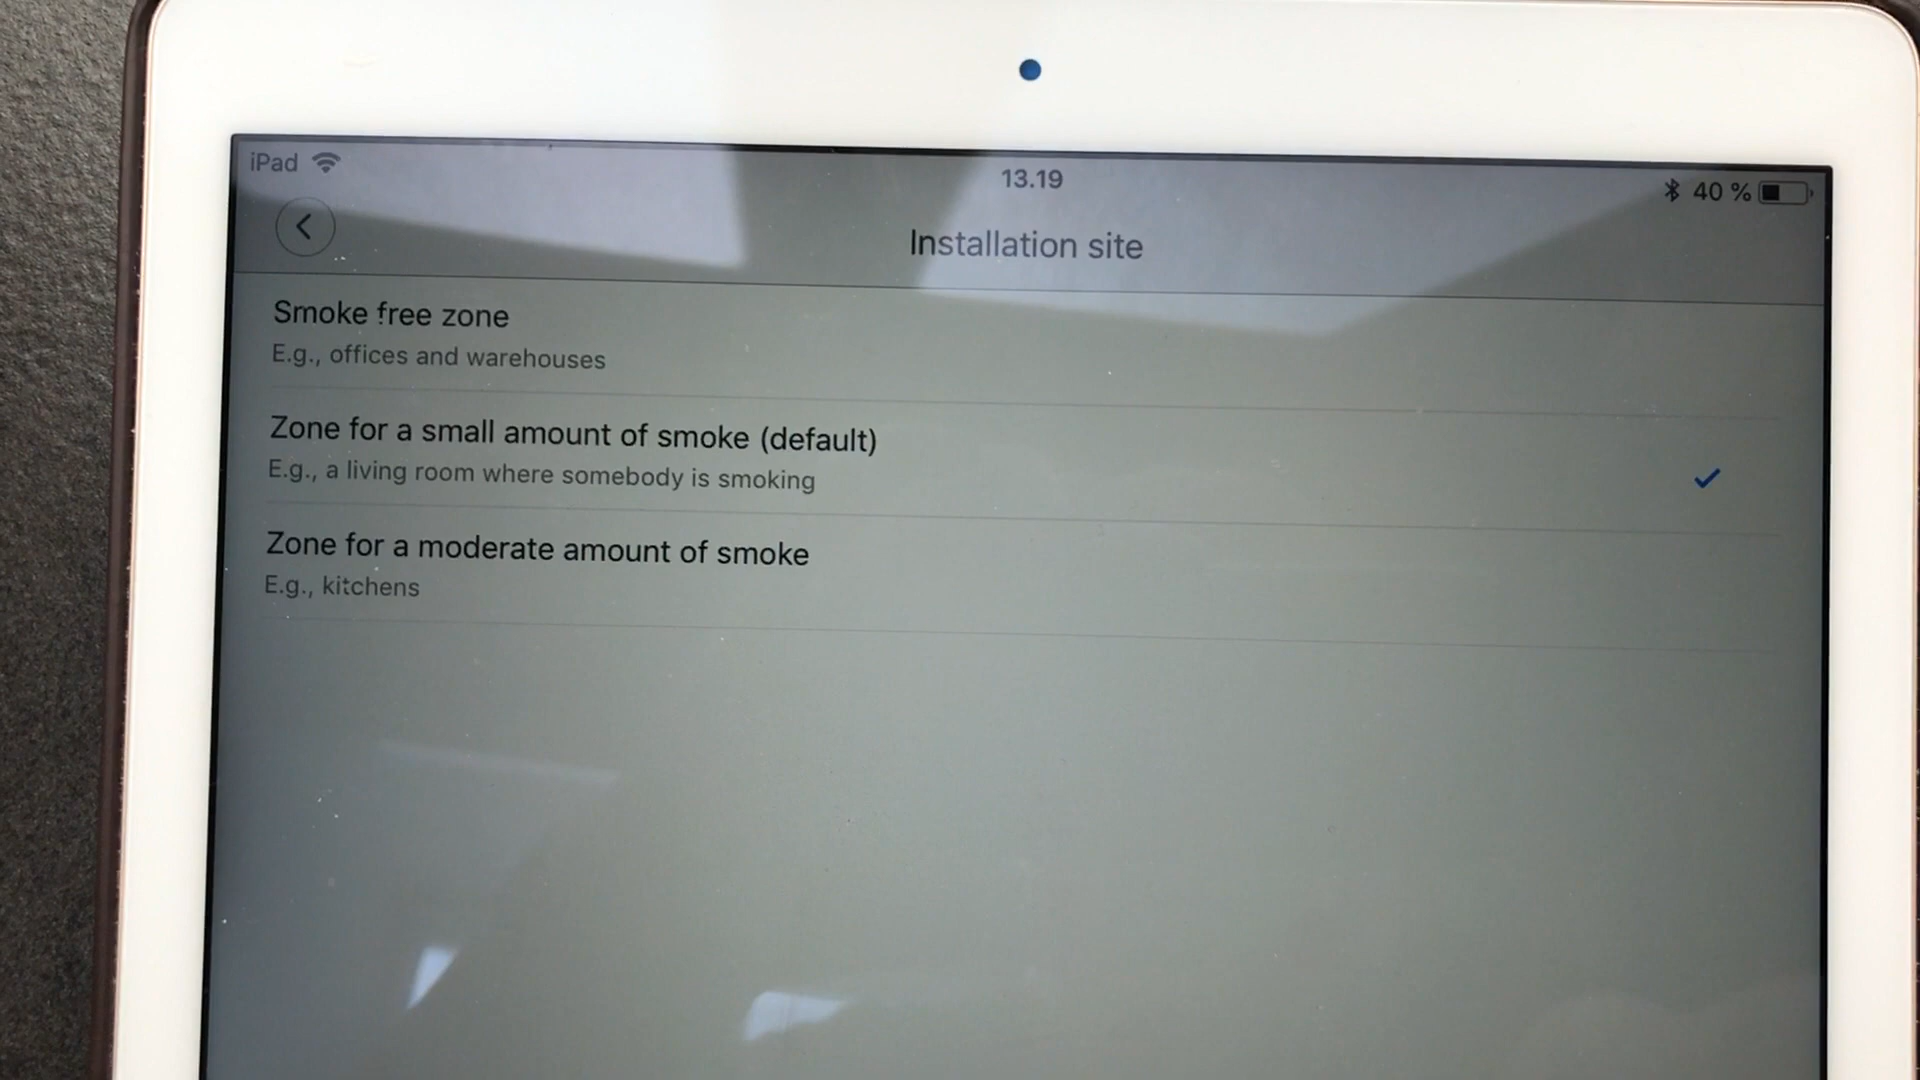 iPad
13.19
40 %
Installation site
Smoke free zone
E.g., offices and warehouses
Zone for a small amount of smoke (default)
E.g., a living room where somebody is smoking
Zone for a moderate amount of smoke
E.g., kitchens